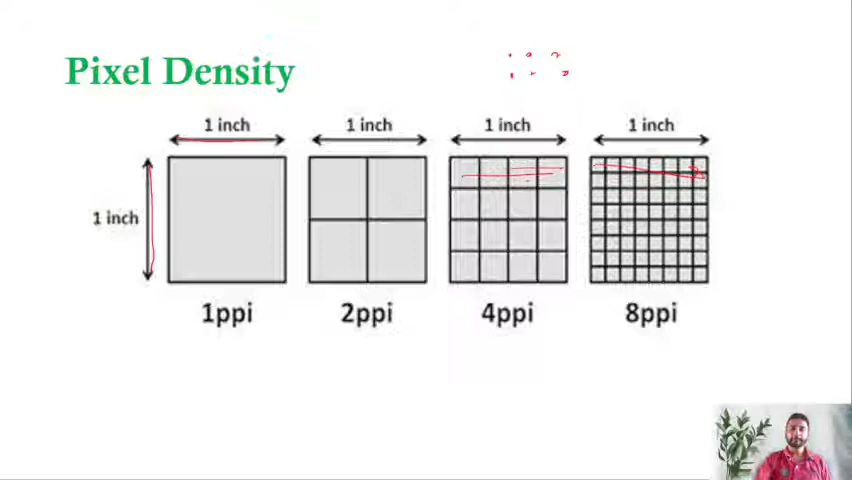 Pixel Density
1 inch 1 inch 1 inch 1 inch
1 inch
1ppi 2ppi 4ppi 8ppi